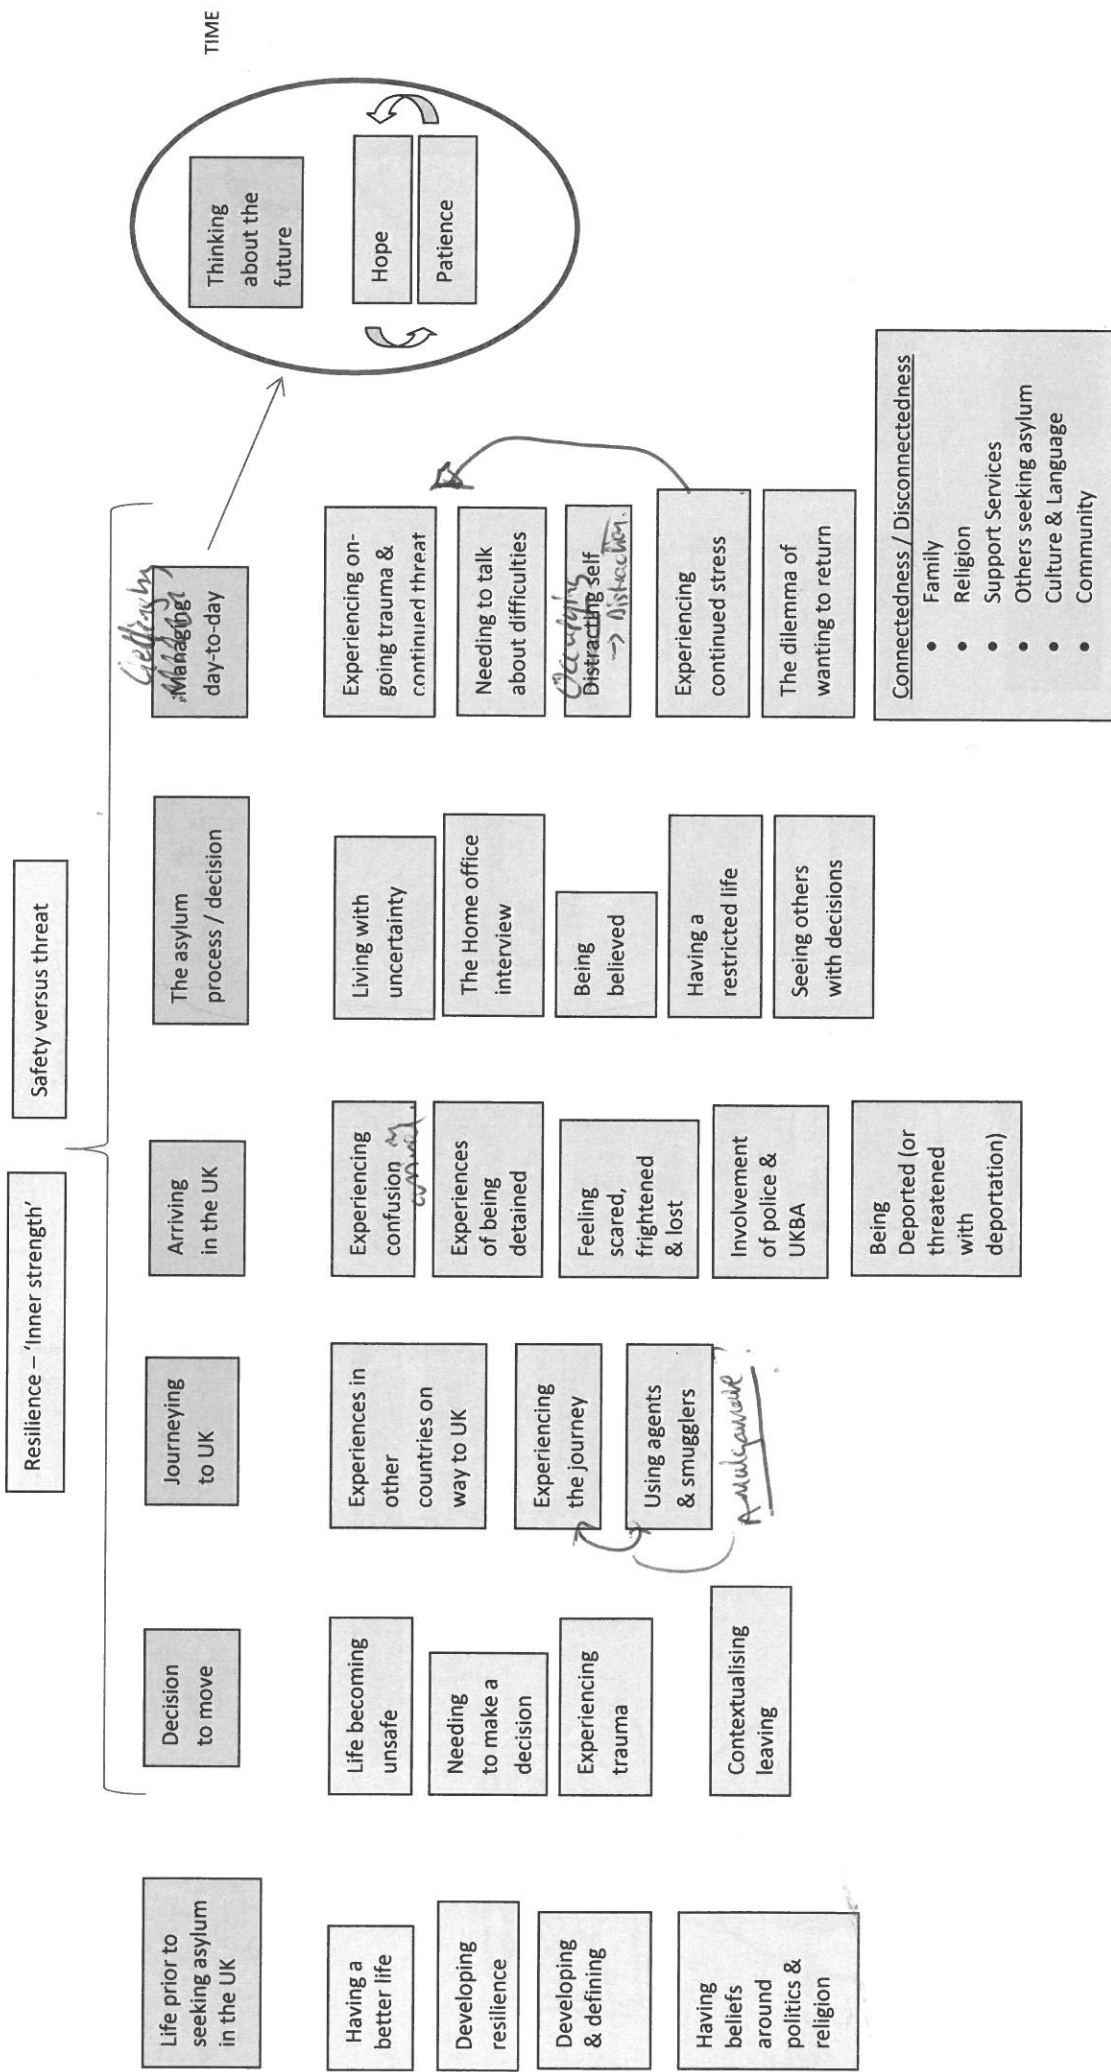 Resilience – 'Inner strength'
Safety versus threat
TIME
Life prior to
seeking asylum
in the UK
Having a
better life
Developing
resilience
Developing
& defining
Having
beliefs
around
politics &
religion
Decision
to move
Life becoming
unsafe
Needing
to make a
decision
Experiencing
trauma
Contextualising
leaving
Journeying
to UK
Experiences in
other
countries on
way to UK
Experiencing
the journey
Using agents
& smugglers
Amalgamate
Arriving
in the UK
Experiencing
confusion
arrival.
Experiences
of being
detained
Feeling
scared,
frightened
& lost
Involvement
of police &
UKBA
Being
Deported (or
threatened
with
deportation)
The asylum
process / decision
Living with
uncertainty
The Home office
interview
Being
believed
Having a
restricted life
Seeing others
with decisions
Managing
day-to-day
Experiencing on-
going trauma &
continued threat
Needing to talk
about difficulties
Occupying
Distracting self
→ Distraction.
Experiencing
continued stress
The dilemma of
wanting to return
Connectedness / Disconnectedness
• Family
• Religion
• Support Services
• Others seeking asylum
• Culture & Language
• Community
Thinking
about the
future
Hope
Patience